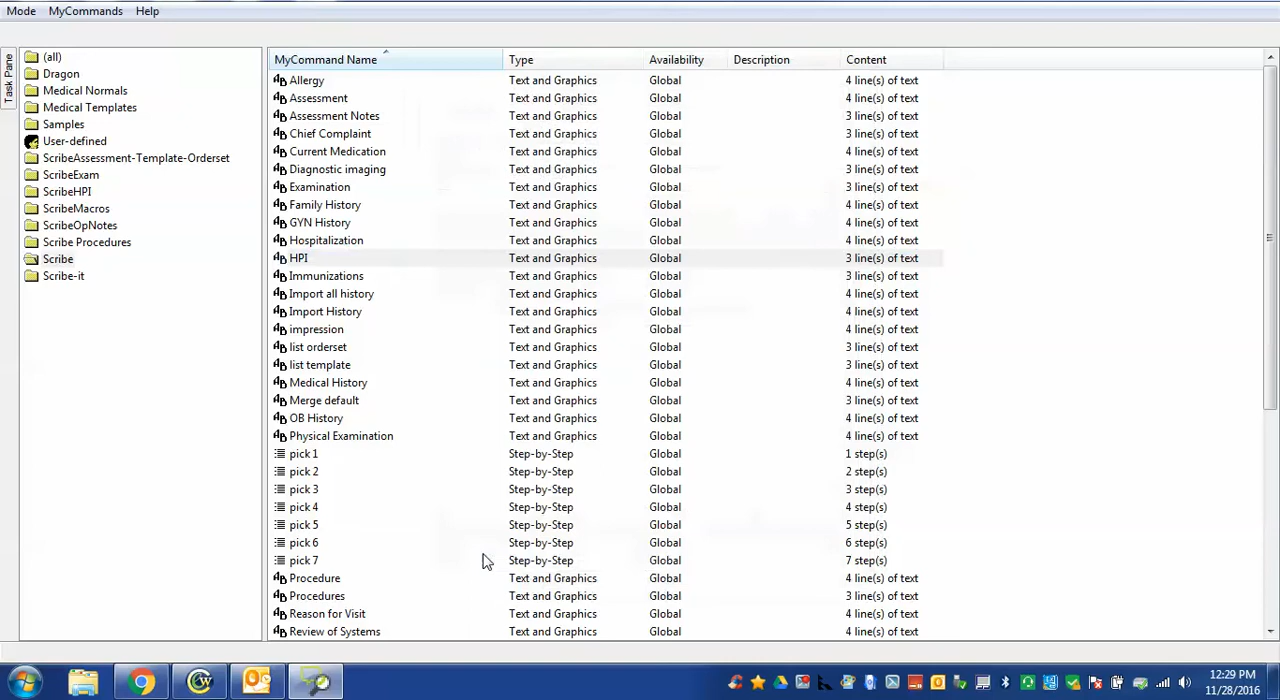 Mode MyCommands Help
Task Pane
(all)
Dragon
Medical Normals
Medical Templates
Samples
User-defined
ScribeAssessment-Template-Orderset
ScribeExam
ScribeHPI
ScribeMacros
ScribeOpNotes
Scribe Procedures
Scribe
Scribe-it
MyCommand Name Type Availability Description Content
Allergy Text and Graphics Global 4 line(s) of text
Assessment Text and Graphics Global 4 line(s) of text
Assessment Notes Text and Graphics Global 3 line(s) of text
Chief Complaint Text and Graphics Global 3 line(s) of text
Current Medication Text and Graphics Global 4 line(s) of text
Diagnostic imaging Text and Graphics Global 3 line(s) of text
Examination Text and Graphics Global 3 line(s) of text
Family History Text and Graphics Global 4 line(s) of text
GYN History Text and Graphics Global 4 line(s) of text
Hospitalization Text and Graphics Global 4 line(s) of text
HPI Text and Graphics Global 3 line(s) of text
Immunizations Text and Graphics Global 4 line(s) of text
Import all history Text and Graphics Global 4 line(s) of text
Import History Text and Graphics Global 4 line(s) of text
impression Text and Graphics Global 4 line(s) of text
list orderset Text and Graphics Global 3 line(s) of text
list template Text and Graphics Global 3 line(s) of text
Medical History Text and Graphics Global 4 line(s) of text
Merge default Text and Graphics Global 3 line(s) of text
OB History Text and Graphics Global 4 line(s) of text
Physical Examination Text and Graphics Global 4 line(s) of text
pick 1 Step-by-Step Global 1 step(s)
pick 2 Step-by-Step Global 2 step(s)
pick 3 Step-by-Step Global 3 step(s)
pick 4 Step-by-Step Global 4 step(s)
pick 5 Step-by-Step Global 5 step(s)
pick 6 Step-by-Step Global 6 step(s)
pick 7 Step-by-Step Global 7 step(s)
Procedure Text and Graphics Global 4 line(s) of text
Procedures Text and Graphics Global 3 line(s) of text
Reason for Visit Text and Graphics Global 4 line(s) of text
Review of Systems Text and Graphics Global 4 line(s) of text
12:29 PM
11/28/2016